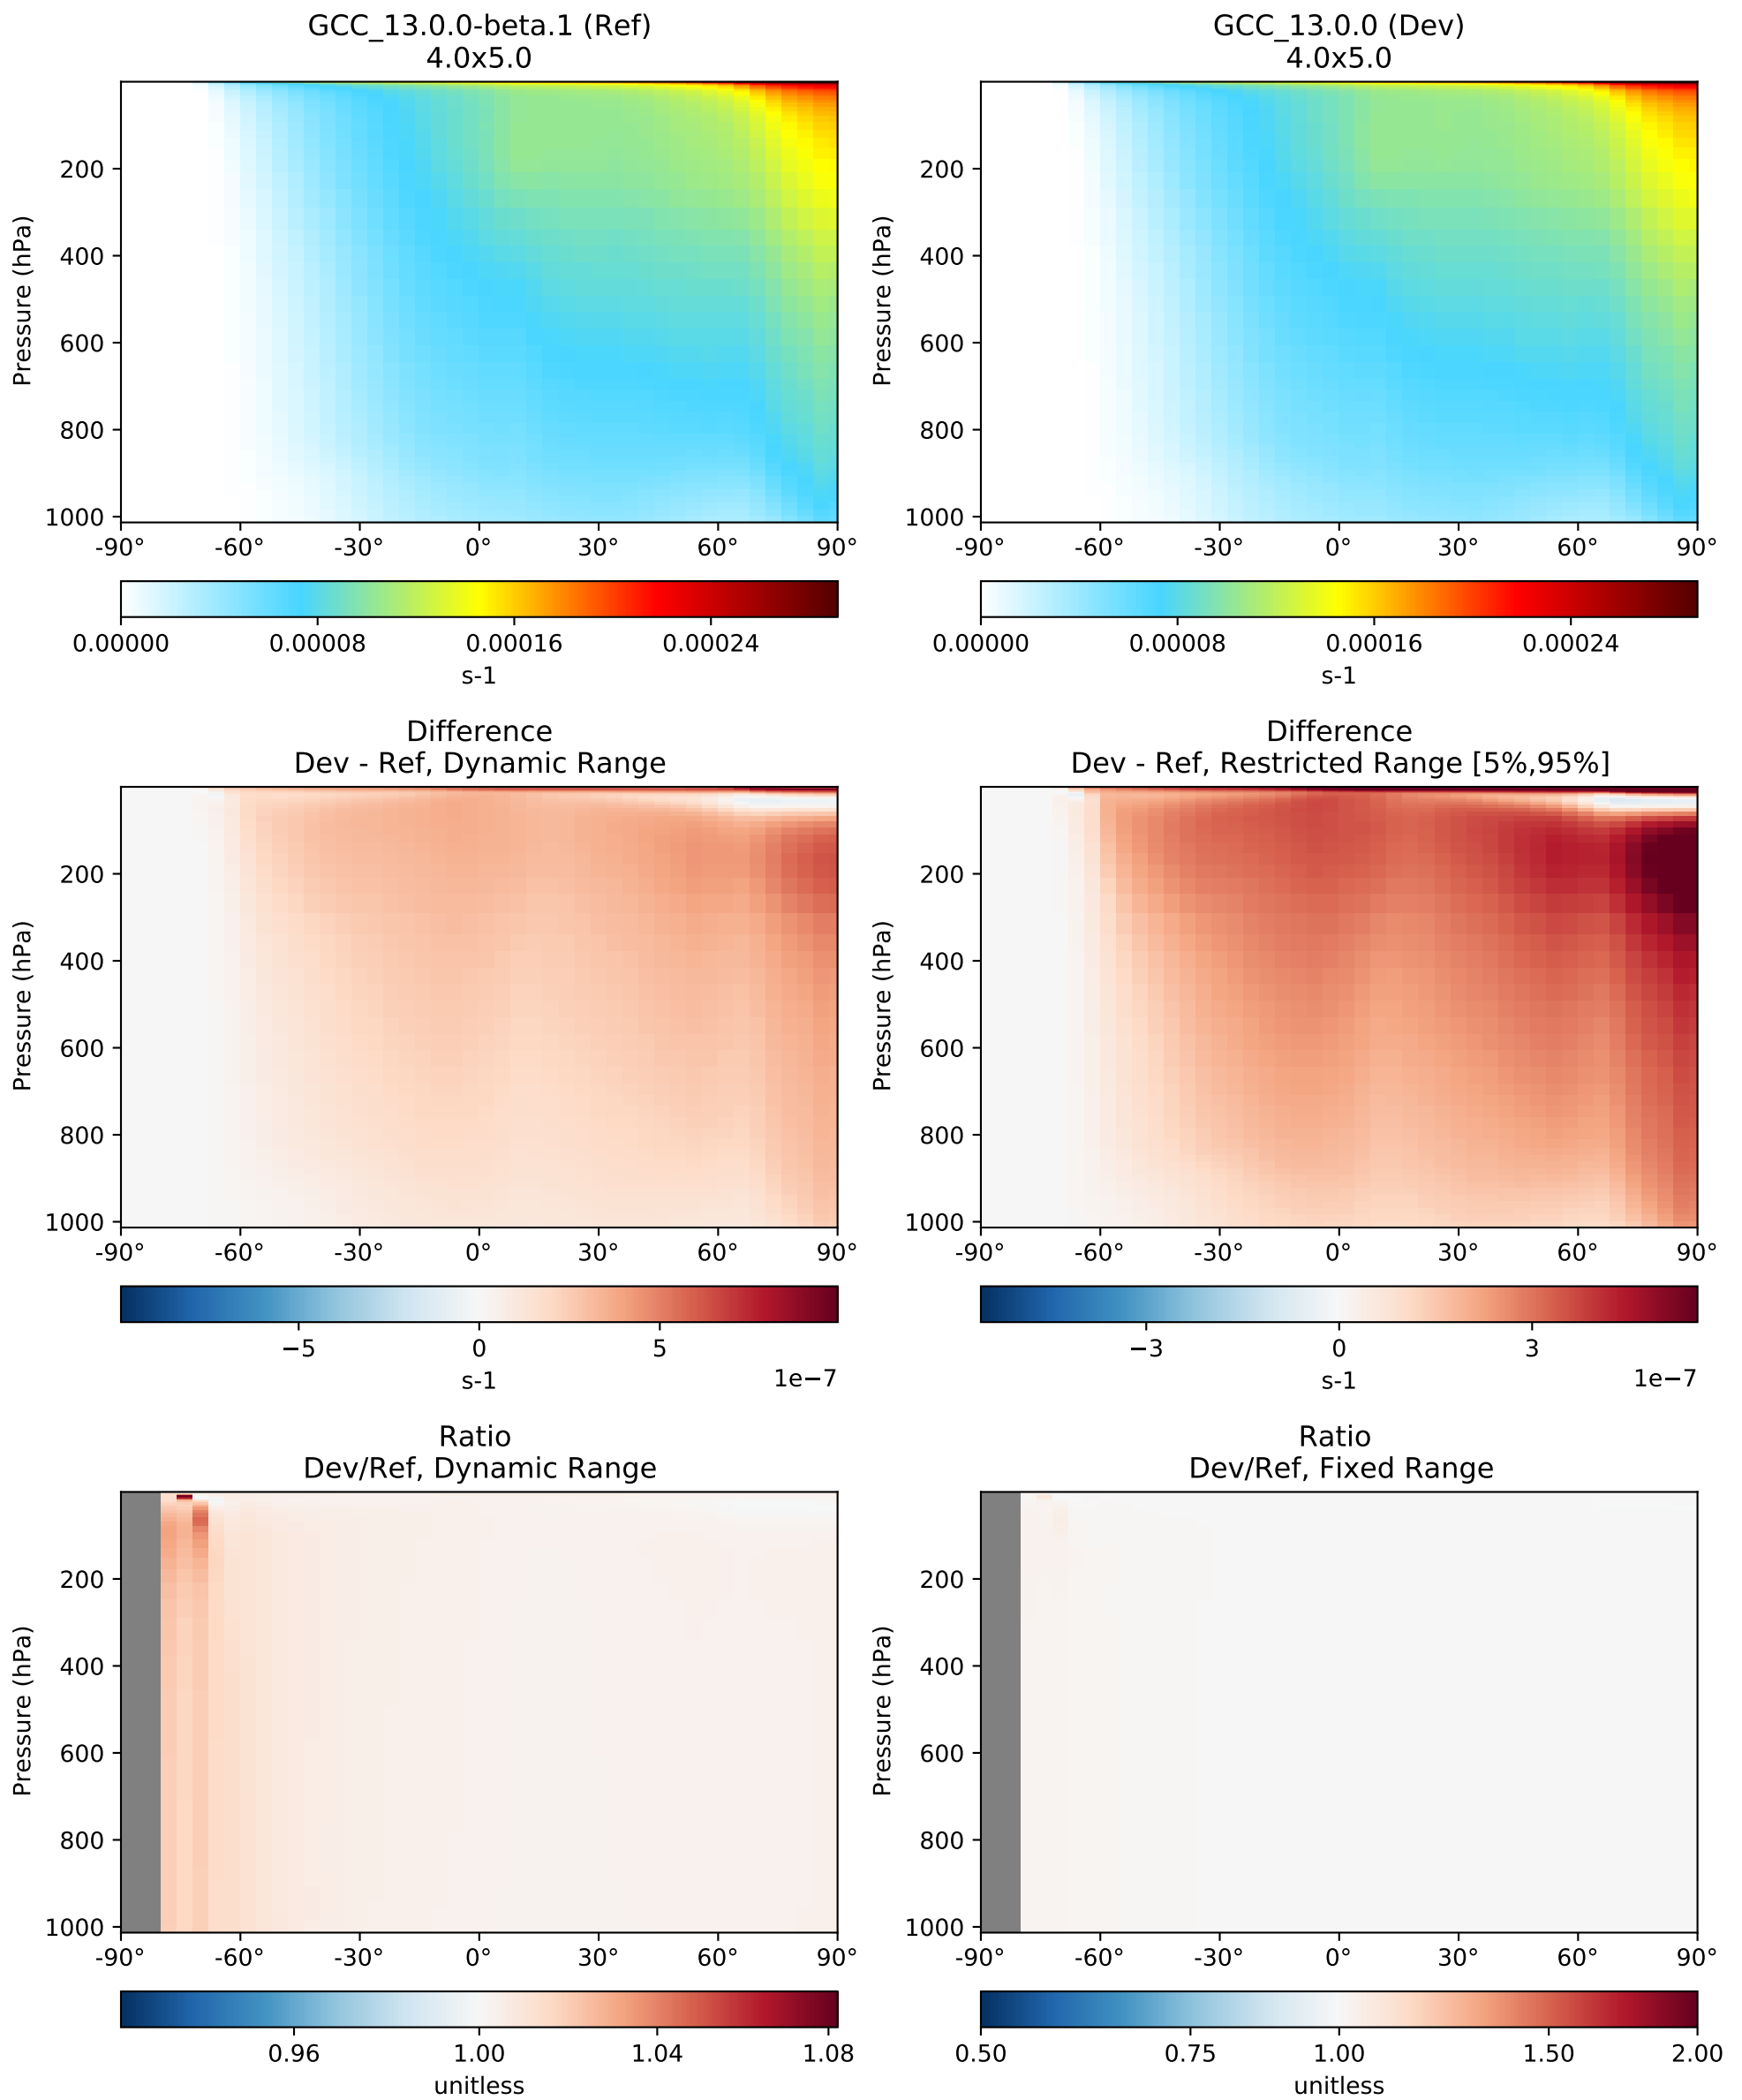 GCC_13.0.0-beta.1 (Ref)
4.0x5.0
Pressure (hPa)
200
400
600
800
1000
-90° -60° -30° 0° 30° 60° 90°
0.00000 0.00008 0.00016 0.00024
s-1
GCC_13.0.0 (Dev)
4.0x5.0
Pressure (hPa)
200
400
600
800
1000
-90° -60° -30° 0° 30° 60° 90°
0.00000 0.00008 0.00016 0.00024
s-1
Difference
Dev - Ref, Dynamic Range
Pressure (hPa)
200
400
600
800
1000
-90° -60° -30° 0° 30° 60° 90°
−5 0 5
s-1 1e−7
Difference
Dev - Ref, Restricted Range [5%,95%]
Pressure (hPa)
200
400
600
800
1000
-90° -60° -30° 0° 30° 60° 90°
−3 0 3
s-1 1e−7
Ratio
Dev/Ref, Dynamic Range
Pressure (hPa)
200
400
600
800
1000
-90° -60° -30° 0° 30° 60° 90°
0.96 1.00 1.04 1.08
unitless
Ratio
Dev/Ref, Fixed Range
Pressure (hPa)
200
400
600
800
1000
-90° -60° -30° 0° 30° 60° 90°
0.50 0.75 1.00 1.50 2.00
unitless